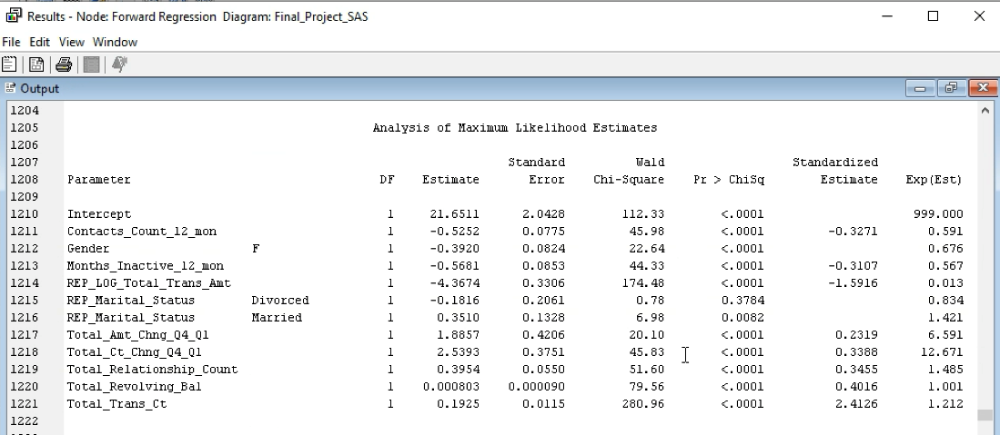 Results - Node: Forward Regression Diagram: Final_Project_SAS
File Edit View Window
Output
1204
1205 Analysis of Maximum Likelihood Estimates
1206
1207 Standard Wald Standardized
1208 Parameter DF Estimate Error Chi-Square Pr > ChiSq Estimate Exp(Est)
1209
1210 Intercept 1 21.6511 2.0428 112.33 <.0001 999.000
1211 Contacts_Count_12_mon 1 -0.5252 0.0775 45.98 <.0001 -0.3271 0.591
1212 Gender F 1 -0.3920 0.0824 22.64 <.0001 0.676
1213 Months_Inactive_12_mon 1 -0.5681 0.0853 44.33 <.0001 -0.3107 0.567
1214 REP_LOG_Total_Trans_Amt 1 -4.3674 0.3306 174.48 <.0001 -1.5916 0.013
1215 REP_Marital_Status Divorced 1 -0.1816 0.2061 0.78 0.3784 0.834
1216 REP_Marital_Status Married 1 0.3510 0.1328 6.98 0.0082 1.421
1217 Total_Amt_Chng_Q4_Q1 1 1.8857 0.4206 20.10 <.0001 0.2319 6.591
1218 Total_Ct_Chng_Q4_Q1 1 2.5393 0.3751 45.83 <.0001 0.3388 12.671
1219 Total_Relationship_Count 1 0.3954 0.0550 51.60 <.0001 0.3455 1.485
1220 Total_Revolving_Bal 1 0.000803 0.000090 79.56 <.0001 0.4016 1.001
1221 Total_Trans_Ct 1 0.1925 0.0115 280.96 <.0001 2.4126 1.212
1222